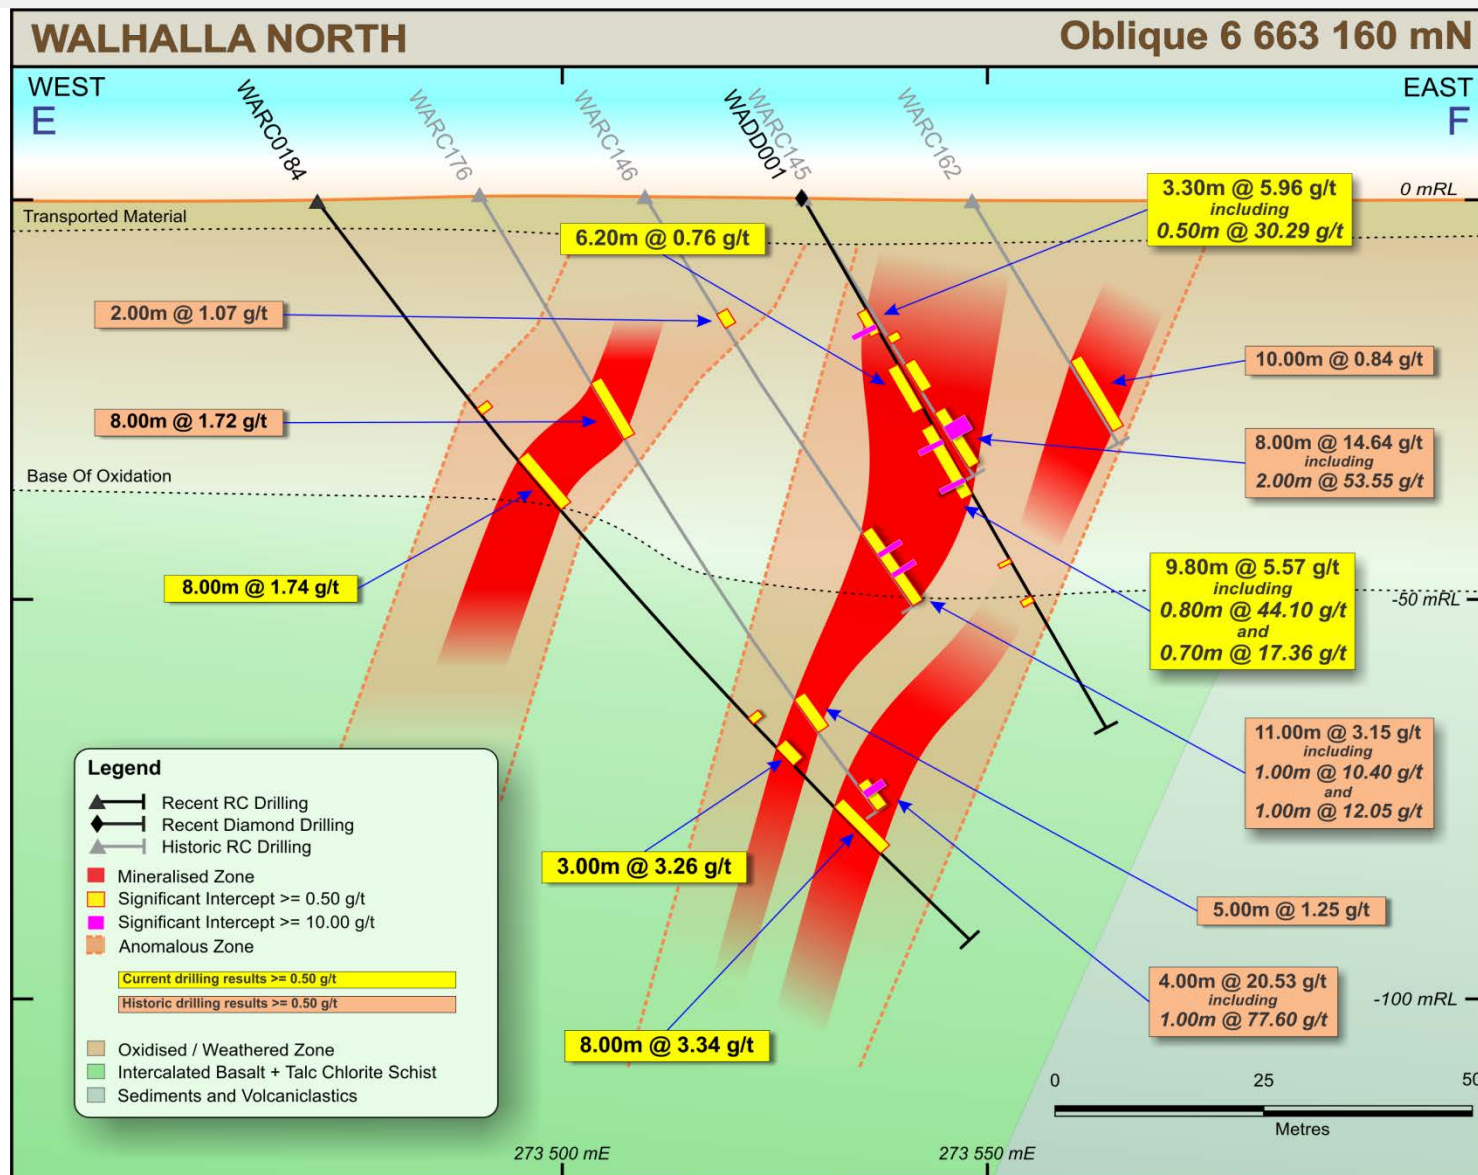 WALHALLA NORTH
Oblique 6 663 160 mN
WEST
EAST
E
F
WARC0184
WARC176
WARC146
WADD001
WARC145
WARC162
0 mRL
Transported Material
3.30m @ 5.96 g/t
including
0.50m @ 30.29 g/t
6.20m @ 0.76 g/t
2.00m @ 1.07 g/t
10.00m @ 0.84 g/t
8.00m @ 1.72 g/t
8.00m @ 14.64 g/t
including
2.00m @ 53.55 g/t
Base Of Oxidation
8.00m @ 1.74 g/t
9.80m @ 5.57 g/t
including
0.80m @ 44.10 g/t
and
0.70m @ 17.36 g/t
-50 mRL
11.00m @ 3.15 g/t
including
1.00m @ 10.40 g/t
and
1.00m @ 12.05 g/t
3.00m @ 3.26 g/t
5.00m @ 1.25 g/t
4.00m @ 20.53 g/t
including
1.00m @ 77.60 g/t
-100 mRL
8.00m @ 3.34 g/t
Legend
Recent RC Drilling
Recent Diamond Drilling
Historic RC Drilling
Mineralised Zone
Significant Intercept >= 0.50 g/t
Significant Intercept >= 10.00 g/t
Anomalous Zone
Current drilling results >= 0.50 g/t
Historic drilling results >= 0.50 g/t
Oxidised / Weathered Zone
Intercalated Basalt + Talc Chlorite Schist
Sediments and Volcaniclastics
0 25 50
Metres
273 500 mE
273 550 mE